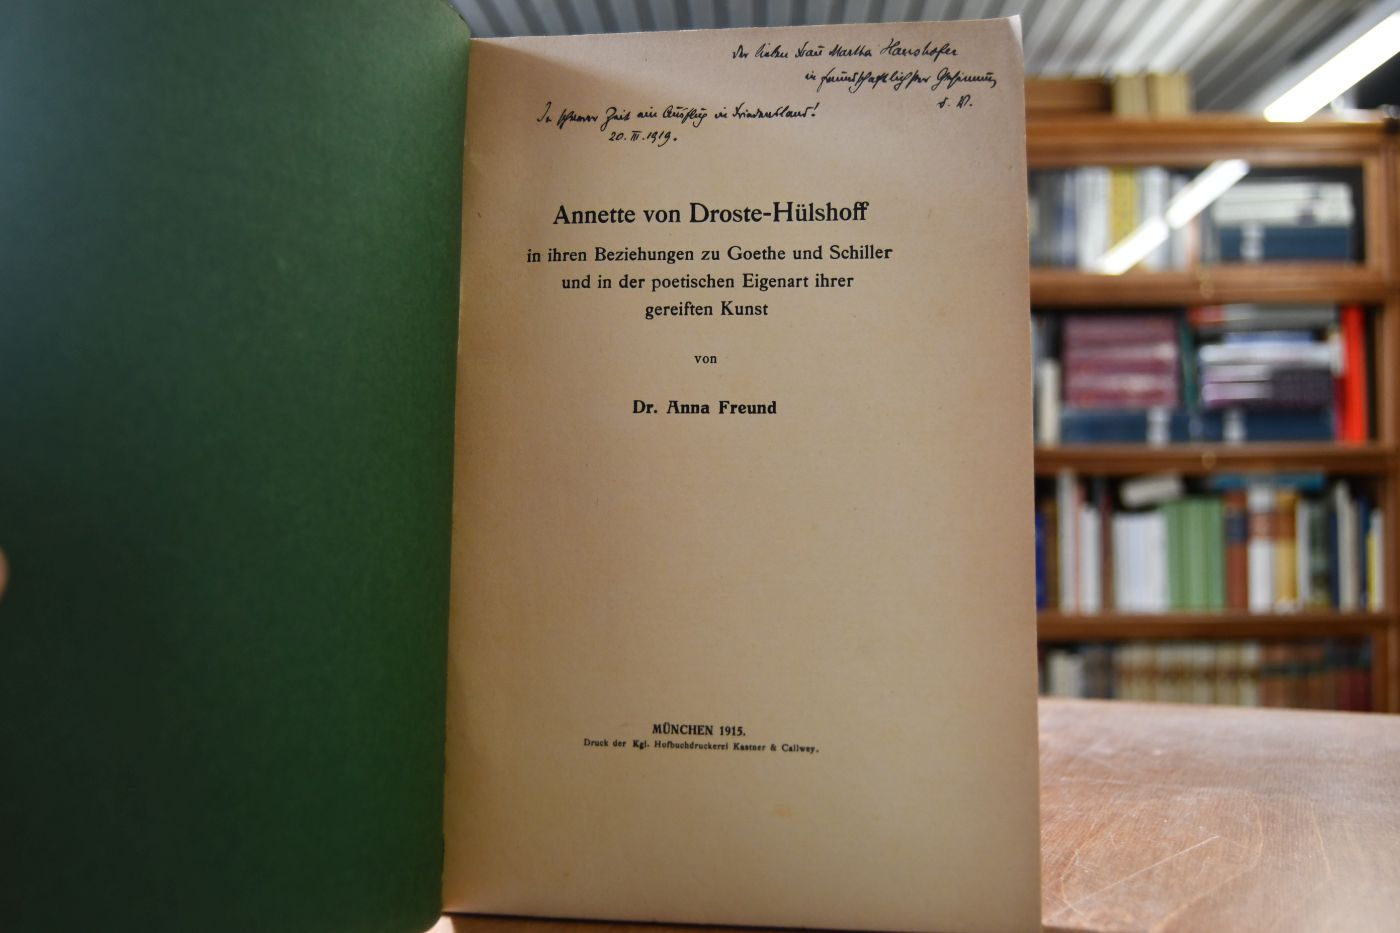 Der lieben Frau Martha Haushofer
in freundschaftlichster Gesinnung
d. V.
In schwerer Zeit ein Ausflug in Friedensland!
20. III. 1919.
Annette von Droste-Hülshoff
in ihren Beziehungen zu Goethe und Schiller
und in der poetischen Eigenart ihrer
gereiften Kunst
von
Dr. Anna Freund
MÜNCHEN 1915.
Druck der Kgl. Hofbuchdruckerei Kastner & Callwey.